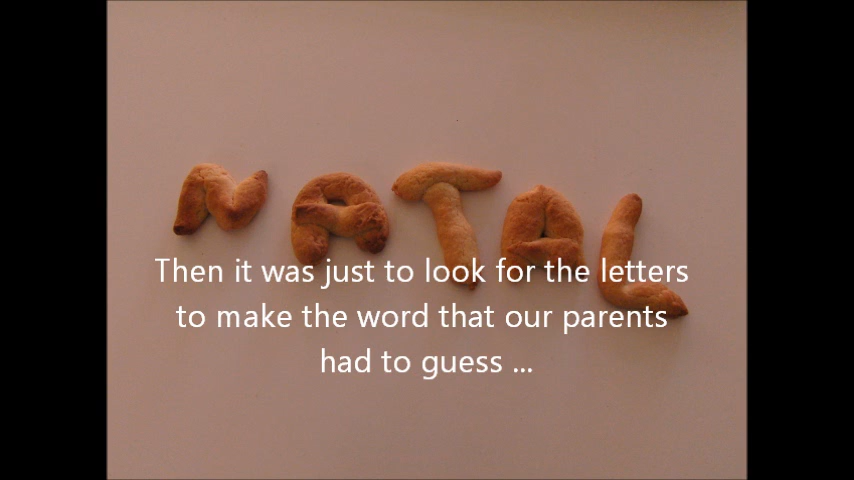 NATAL
Then it was just to look for the letters
to make the word that our parents
had to guess ...